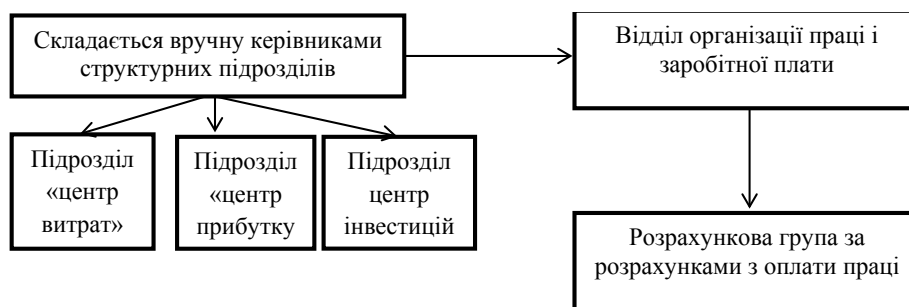 Складається вручну керівниками
структурних підрозділів
Відділ організації праці і
заробітної плати
Підрозділ
«центр
витрат»
Підрозділ
«центр
прибутку
Підрозділ
центр
інвестицій
Розрахункова група за
розрахунками з оплати праці